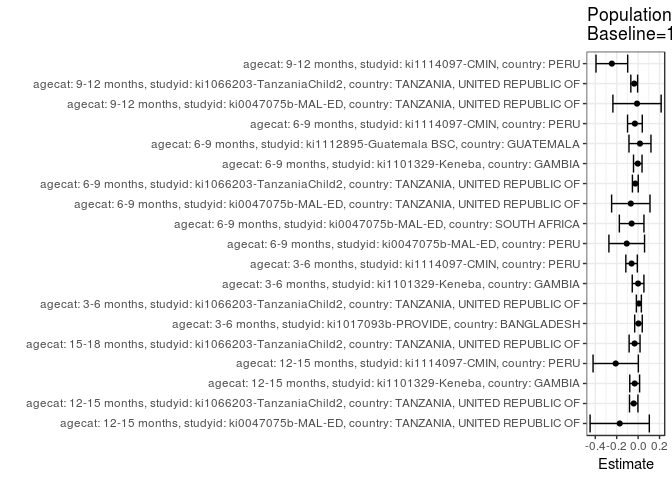 Population
Baseline=1
agecat: 9-12 months, studyid: ki1114097-CMIN, country: PERU
agecat: 9-12 months, studyid: ki1066203-TanzaniaChild2, country: TANZANIA, UNITED REPUBLIC OF
agecat: 9-12 months, studyid: ki0047075b-MAL-ED, country: TANZANIA, UNITED REPUBLIC OF
agecat: 6-9 months, studyid: ki1114097-CMIN, country: PERU
agecat: 6-9 months, studyid: ki1112895-Guatemala BSC, country: GUATEMALA
agecat: 6-9 months, studyid: ki1101329-Keneba, country: GAMBIA
agecat: 6-9 months, studyid: ki1066203-TanzaniaChild2, country: TANZANIA, UNITED REPUBLIC OF
agecat: 6-9 months, studyid: ki0047075b-MAL-ED, country: TANZANIA, UNITED REPUBLIC OF
agecat: 6-9 months, studyid: ki0047075b-MAL-ED, country: SOUTH AFRICA
agecat: 6-9 months, studyid: ki0047075b-MAL-ED, country: PERU
agecat: 3-6 months, studyid: ki1114097-CMIN, country: PERU
agecat: 3-6 months, studyid: ki1101329-Keneba, country: GAMBIA
agecat: 3-6 months, studyid: ki1066203-TanzaniaChild2, country: TANZANIA, UNITED REPUBLIC OF
agecat: 3-6 months, studyid: ki1017093b-PROVIDE, country: BANGLADESH
agecat: 15-18 months, studyid: ki1066203-TanzaniaChild2, country: TANZANIA, UNITED REPUBLIC OF
agecat: 12-15 months, studyid: ki1114097-CMIN, country: PERU
agecat: 12-15 months, studyid: ki1101329-Keneba, country: GAMBIA
agecat: 12-15 months, studyid: ki1066203-TanzaniaChild2, country: TANZANIA, UNITED REPUBLIC OF
agecat: 12-15 months, studyid: ki0047075b-MAL-ED, country: TANZANIA, UNITED REPUBLIC OF
-0.4 -0.2 0.0 0.2
Estimate